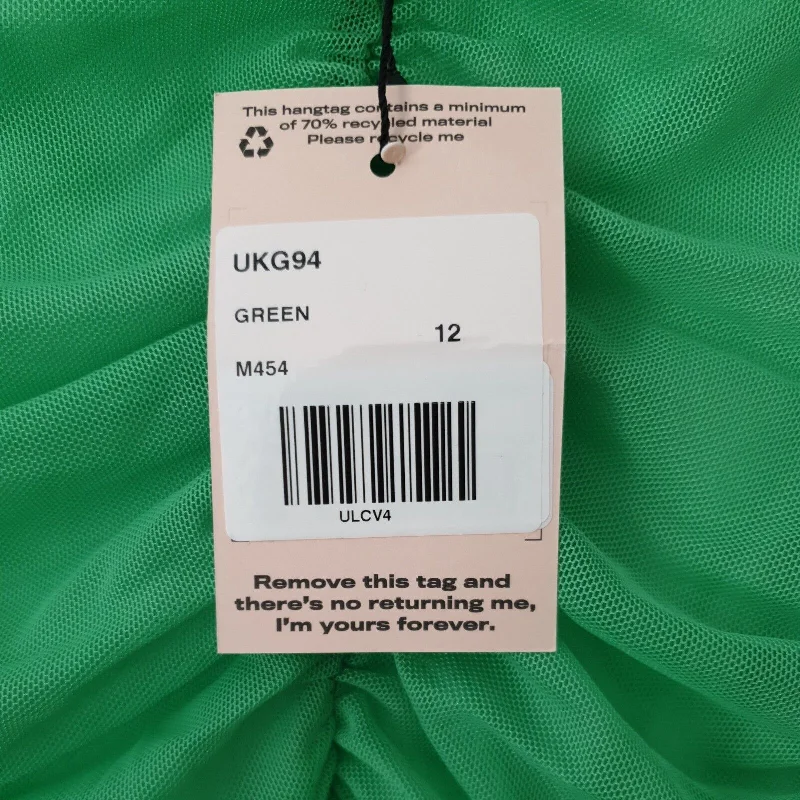 This hangtag contains a minimum
of 70% recycled material
Please recycle me
UKG94
GREEN
12
M454
ULCV4
Remove this tag and
there's no returning me,
I'm yours forever.